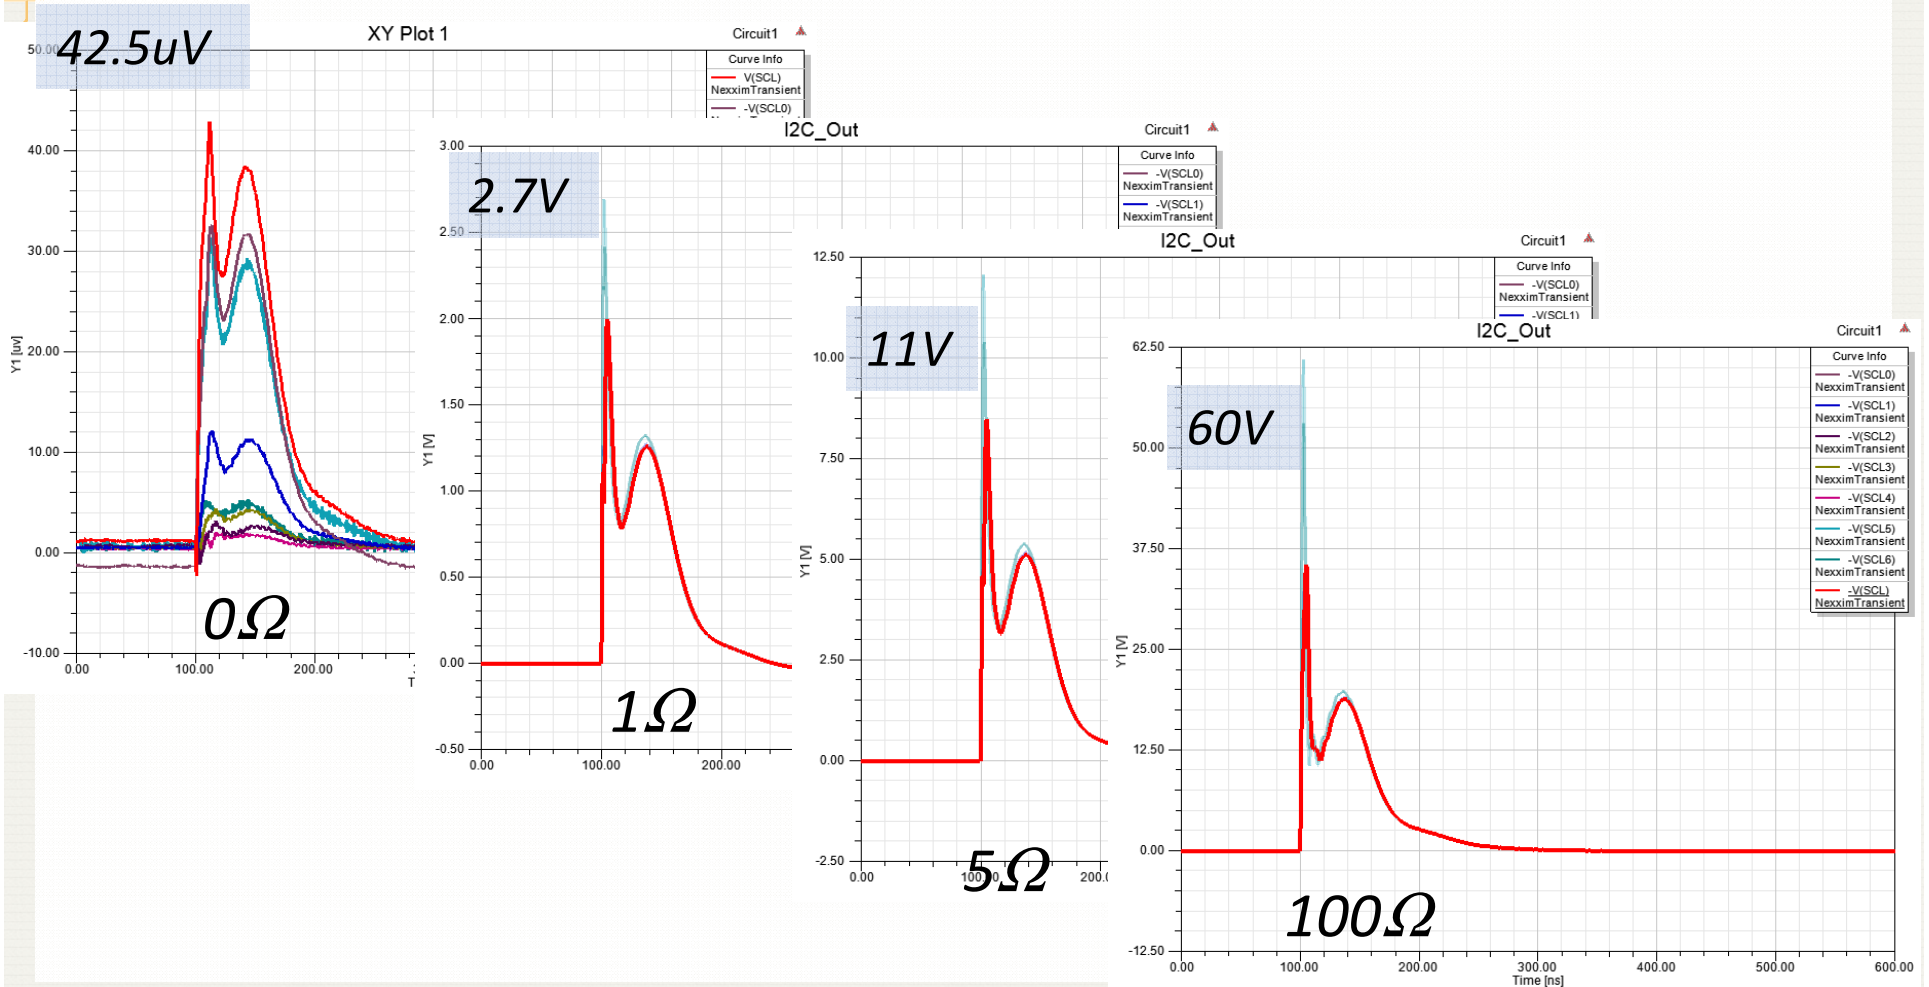 42.5uV
XY Plot 1
Circuit1
Curve Info
V(SCL)
NexximTransient
-V(SCL0)
50.00
40.00
30.00
20.00
10.00
0.00
-10.00
Y1 [uv]
0.00 100.00 200.00
T
0Ω
I2C_Out
Circuit1
Curve Info
-V(SCL0)
NexximTransient
-V(SCL1)
NexximTransient
2.7V
3.00
2.50
2.00
1.50
1.00
0.50
0.00
-0.50
Y1 [V]
0.00 100.00 200.00
1Ω
I2C_Out
Circuit1
Curve Info
-V(SCL0)
NexximTransient
-V(SCL1)
11V
12.50
10.00
7.50
5.00
2.50
0.00
-2.50
Y1 [V]
0.00 100.00 200.0
5Ω
I2C_Out
Circuit1
Curve Info
-V(SCL0)
NexximTransient
-V(SCL1)
NexximTransient
-V(SCL2)
NexximTransient
-V(SCL3)
NexximTransient
-V(SCL4)
NexximTransient
-V(SCL5)
NexximTransient
-V(SCL6)
NexximTransient
-V(SCL)
NexximTransient
60V
62.50
50.00
37.50
25.00
12.50
0.00
-12.50
Y1 [V]
100Ω
0.00 100.00 200.00 300.00 400.00 500.00 600.00
Time [ns]